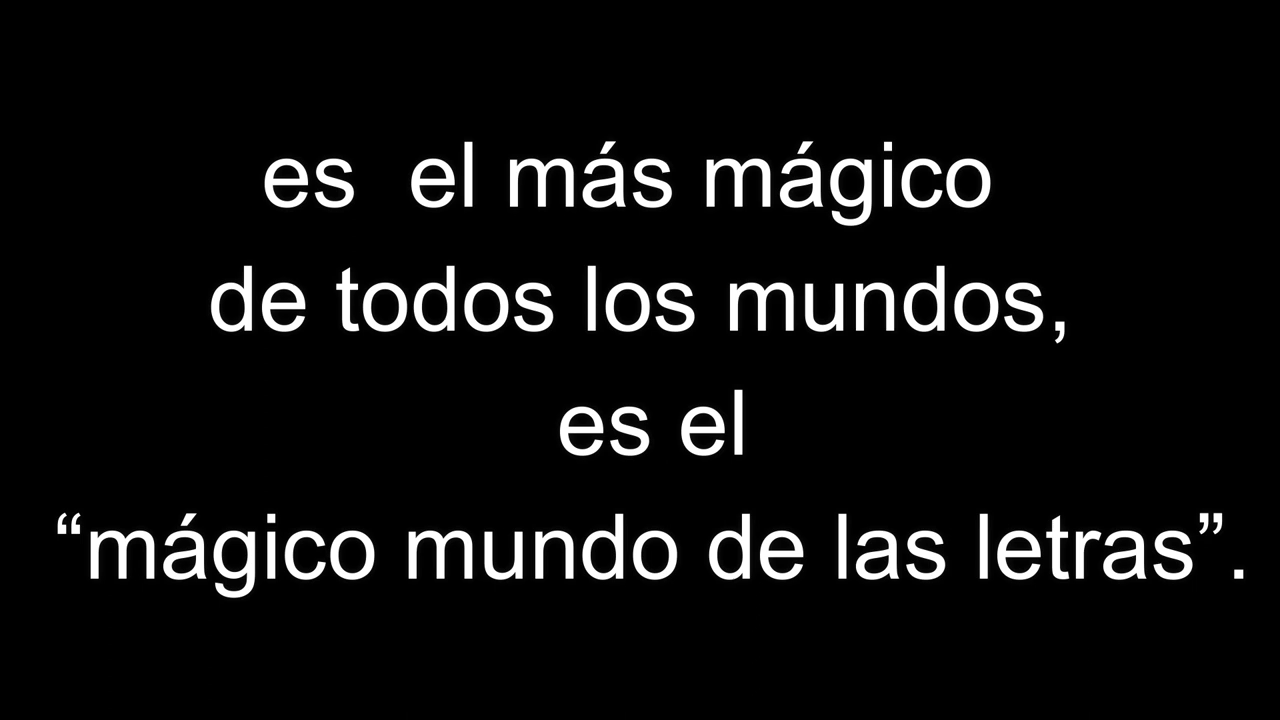 es  el más mágico
de todos los mundos,
es el
“mágico mundo de las letras”.